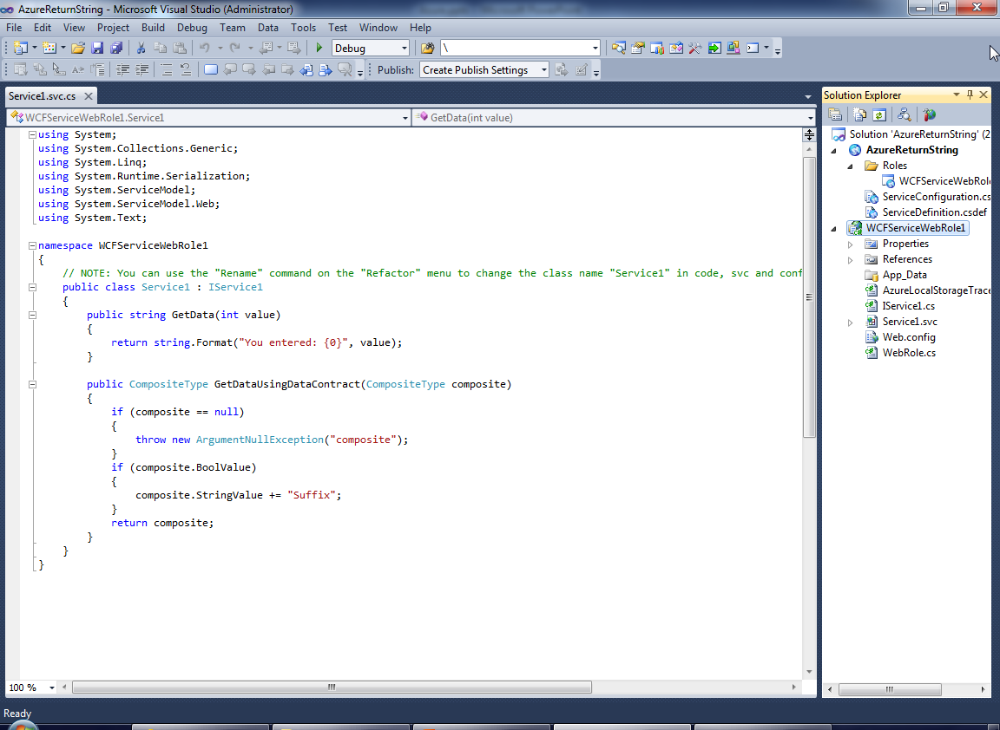 AzureReturnString - Microsoft Visual Studio (Administrator)
File Edit View Project Build Debug Team Data Tools Test Window Help
Debug \
Publish: Create Publish Settings
Service1.svc.cs
WCFServiceWebRole1.Service1 GetData(int value)
using System;
using System.Collections.Generic;
using System.Linq;
using System.Runtime.Serialization;
using System.ServiceModel;
using System.ServiceModel.Web;
using System.Text;
namespace WCFServiceWebRole1
{
// NOTE: You can use the "Rename" command on the "Refactor" menu to change the class name "Service1" in code, svc and conf
public class Service1 : IService1
{
public string GetData(int value)
{
return string.Format("You entered: {0}", value);
}
public CompositeType GetDataUsingDataContract(CompositeType composite)
{
if (composite == null)
{
throw new ArgumentNullException("composite");
}
if (composite.BoolValue)
{
composite.StringValue += "Suffix";
}
return composite;
}
}
}
100 %
Solution Explorer
Solution 'AzureReturnString' (2
AzureReturnString
Roles
WCFServiceWebRole
ServiceConfiguration.cs
ServiceDefinition.csdef
WCFServiceWebRole1
Properties
References
App_Data
AzureLocalStorageTrace
IService1.cs
Service1.svc
Web.config
WebRole.cs
Ready